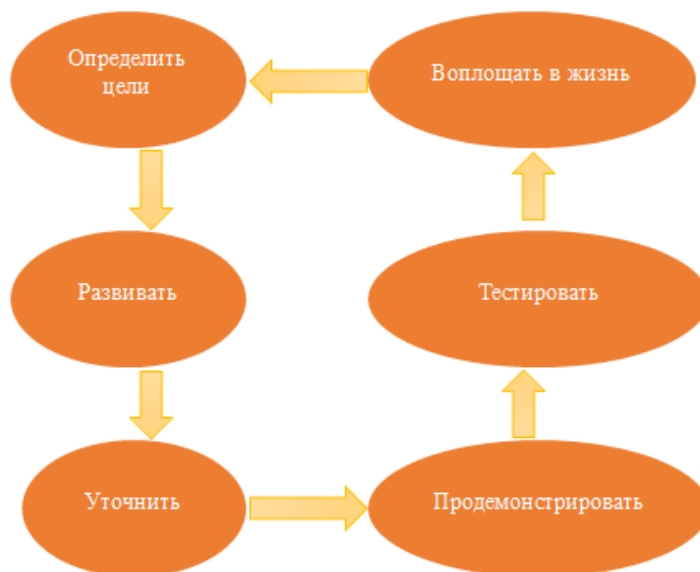 Определить
цели
Воплощать в жизнь
Развивать
Тестировать
Уточнить
Продемонстрировать